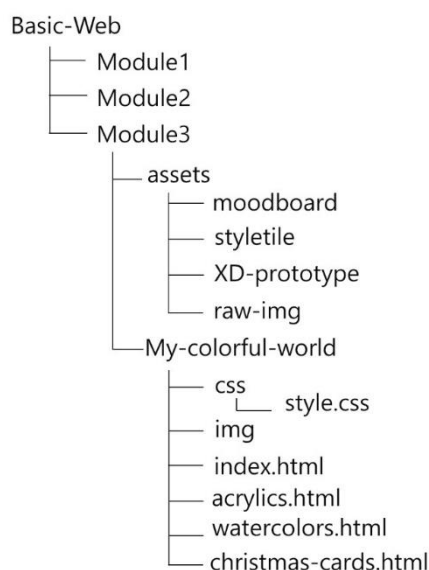 Basic-Web
Module1
Module2
Module3
assets
moodboard
styletile
XD-prototype
raw-img
My-colorful-world
css
style.css
img
index.html
acrylics.html
watercolors.html
christmas-cards.html